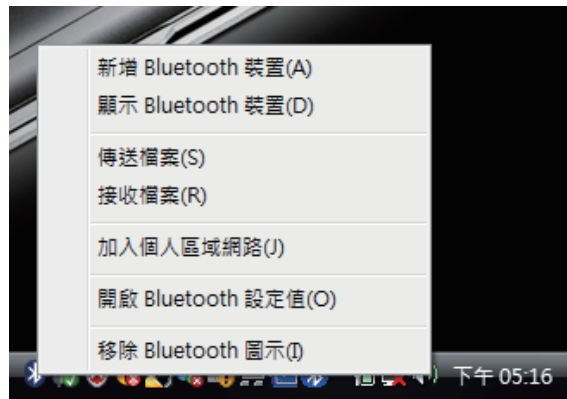 新增 Bluetooth 裝置(A)
顯示 Bluetooth 裝置(D)
傳送檔案(S)
接收檔案(R)
加入個人區域網路(J)
開啟 Bluetooth 設定值(O)
移除 Bluetooth 圖示(I)
下午 05:16